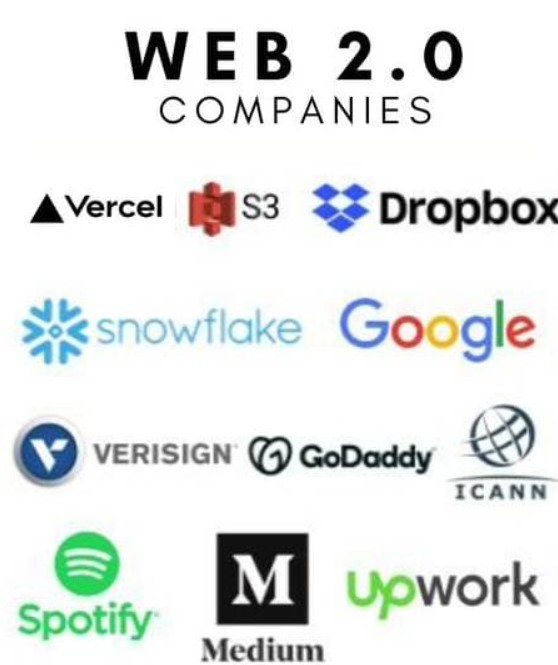 WEB 2.0
COMPANIES
Vercel S3 Dropbox
snowflake Google
VERISIGN GoDaddy ICANN
Spotify M Medium upwork